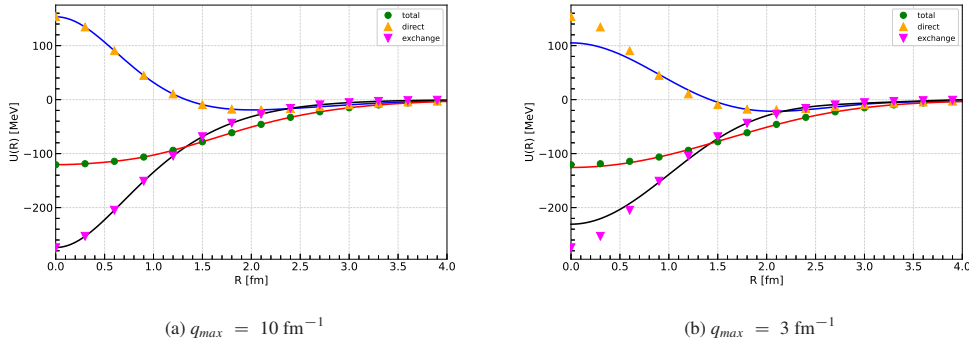 total
direct
exchange
100
0
−100
−200
U(R) [MeV]
0.0 0.5 1.0 1.5 2.0 2.5 3.0 3.5 4.0
R [fm]
(a) qmax = 10 fm−1
total
direct
exchange
100
0
−100
−200
U(R) [MeV]
0.0 0.5 1.0 1.5 2.0 2.5 3.0 3.5 4.0
R [fm]
(b) qmax = 3 fm−1